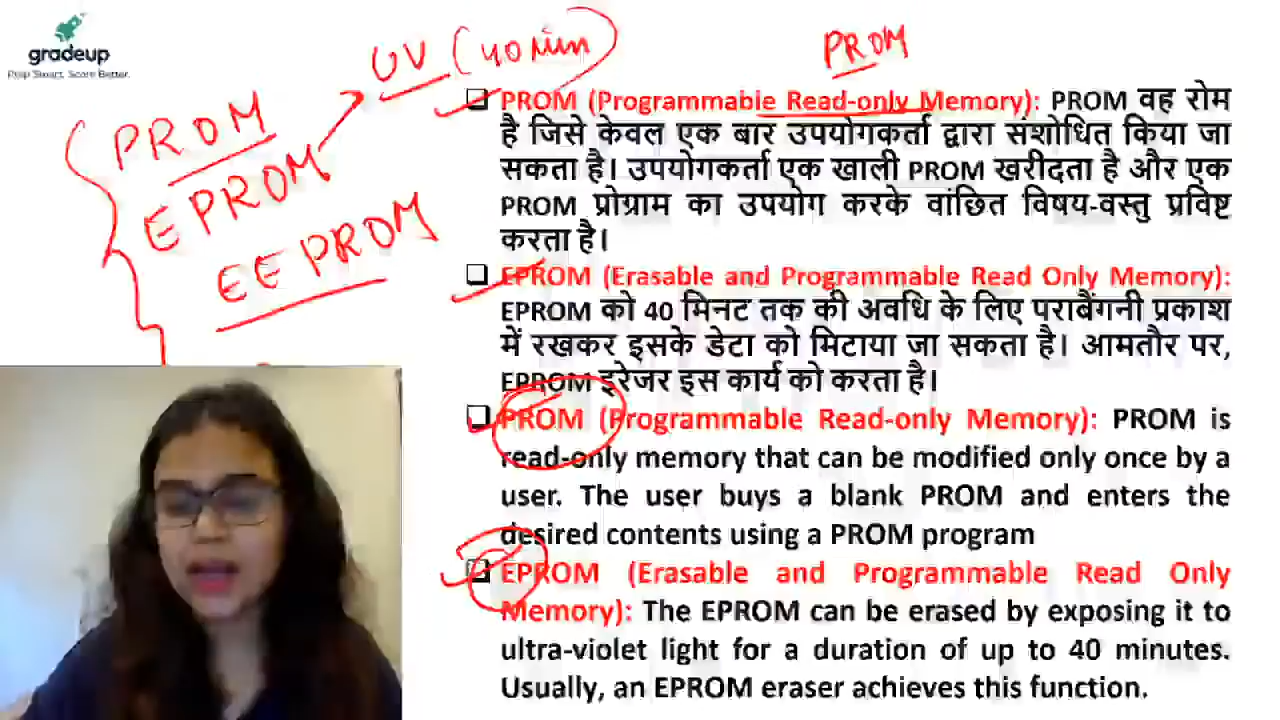 gradeup
Prep Smart. Score Better.
UV (40 min)
PROM
PROM
EPROM
EEPROM
PROM (Programmable Read-only Memory): PROM वह रोम
है जिसे केवल एक बार उपयोगकर्ता द्वारा संशोधित किया जा
सकता है। उपयोगकर्ता एक खाली PROM खरीदता है और एक
PROM प्रोग्राम का उपयोग करके वांछित विषय-वस्तु प्रविष्ट
करता है।
EPROM (Erasable and Programmable Read Only Memory):
EPROM को 40 मिनट तक की अवधि के लिए पराबैंगनी प्रकाश
में रखकर इसके डेटा को मिटाया जा सकता है। आमतौर पर,
EPROM इरेजर इस कार्य को करता है।
PROM (Programmable Read-only Memory): PROM is
read-only memory that can be modified only once by a
user. The user buys a blank PROM and enters the
desired contents using a PROM program
EPROM (Erasable and Programmable Read Only
Memory): The EPROM can be erased by exposing it to
ultra-violet light for a duration of up to 40 minutes.
Usually, an EPROM eraser achieves this function.